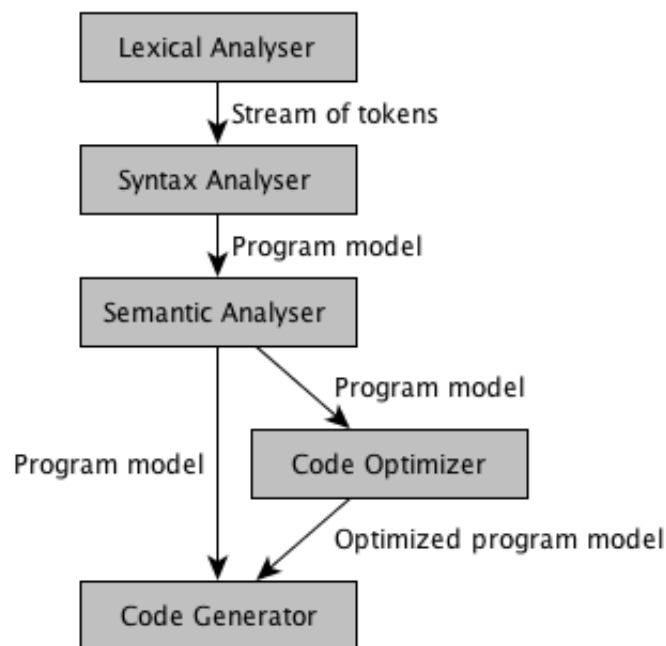 Lexical Analyser
Stream of tokens
Syntax Analyser
Program model
Semantic Analyser
Program model
Program model
Code Optimizer
Optimized program model
Code Generator